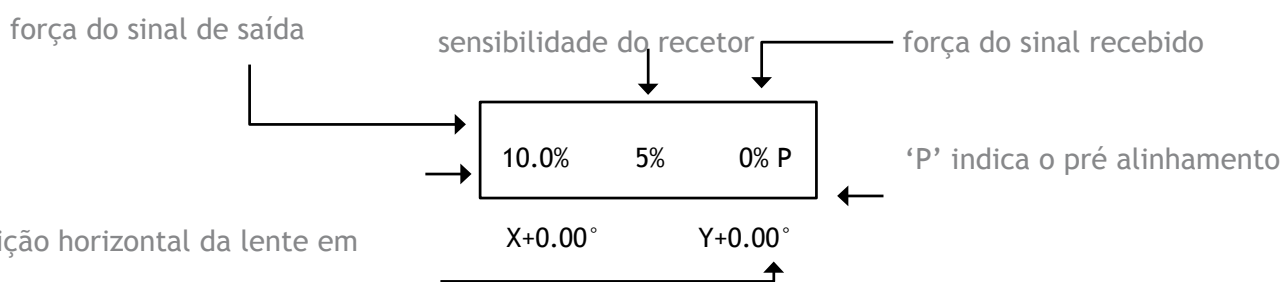 força do sinal de saída
sensibilidade do recetor
força do sinal recebido
10.0% 5% 0% P
‘P’ indica o pré alinhamento
horizontal da lente em
X+0.00° Y+0.00°